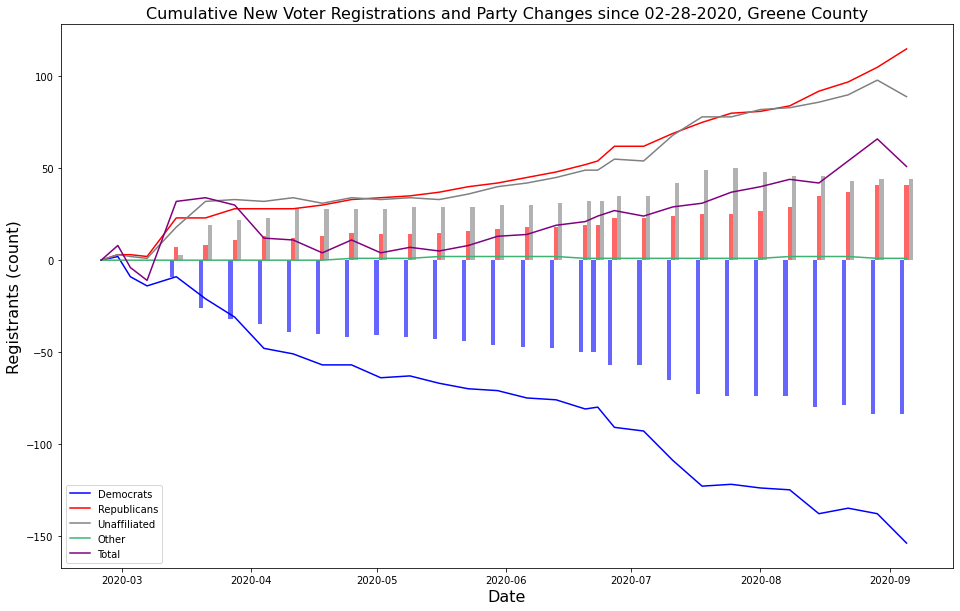 Cumulative New Voter Registrations and Party Changes since 02-28-2020, Greene County
Registrants (count)
100
50
0
−50
−100
−150
Democrats
Republicans
Unaffiliated
Other
Total
2020-03 2020-04 2020-05 2020-06 2020-07 2020-08 2020-09
Date